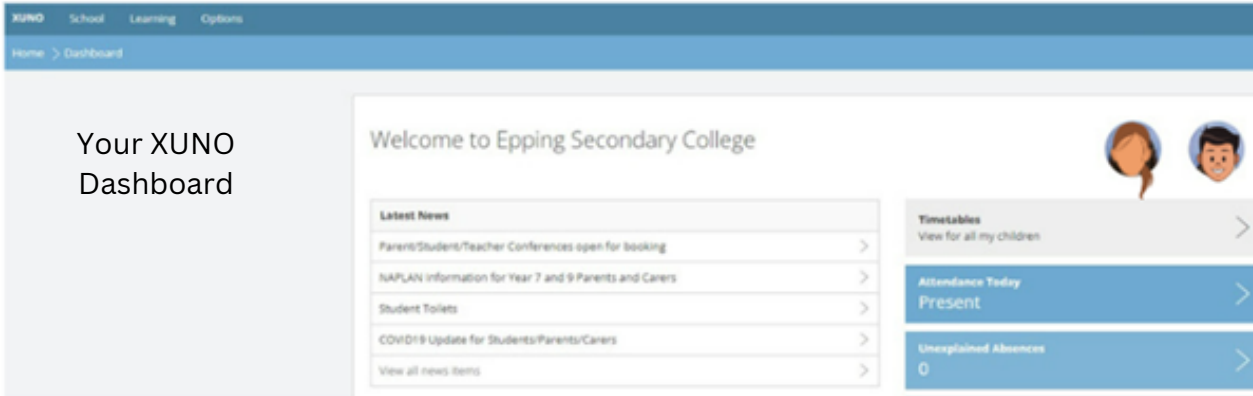 XUNO School Learning Options
Home > Dashboard
Your XUNO
Dashboard
Welcome to Epping Secondary College
Latest News
Parent/Student/Teacher Conferences open for booking
NAPLAN Information for Year 7 and 9 Parents and Carers
Student Toilets
COVID19 Update for Students/Parents/Carers
View all news items
Timetables
View for all my children
Attendance Today
Present
Unexplained Absences
0